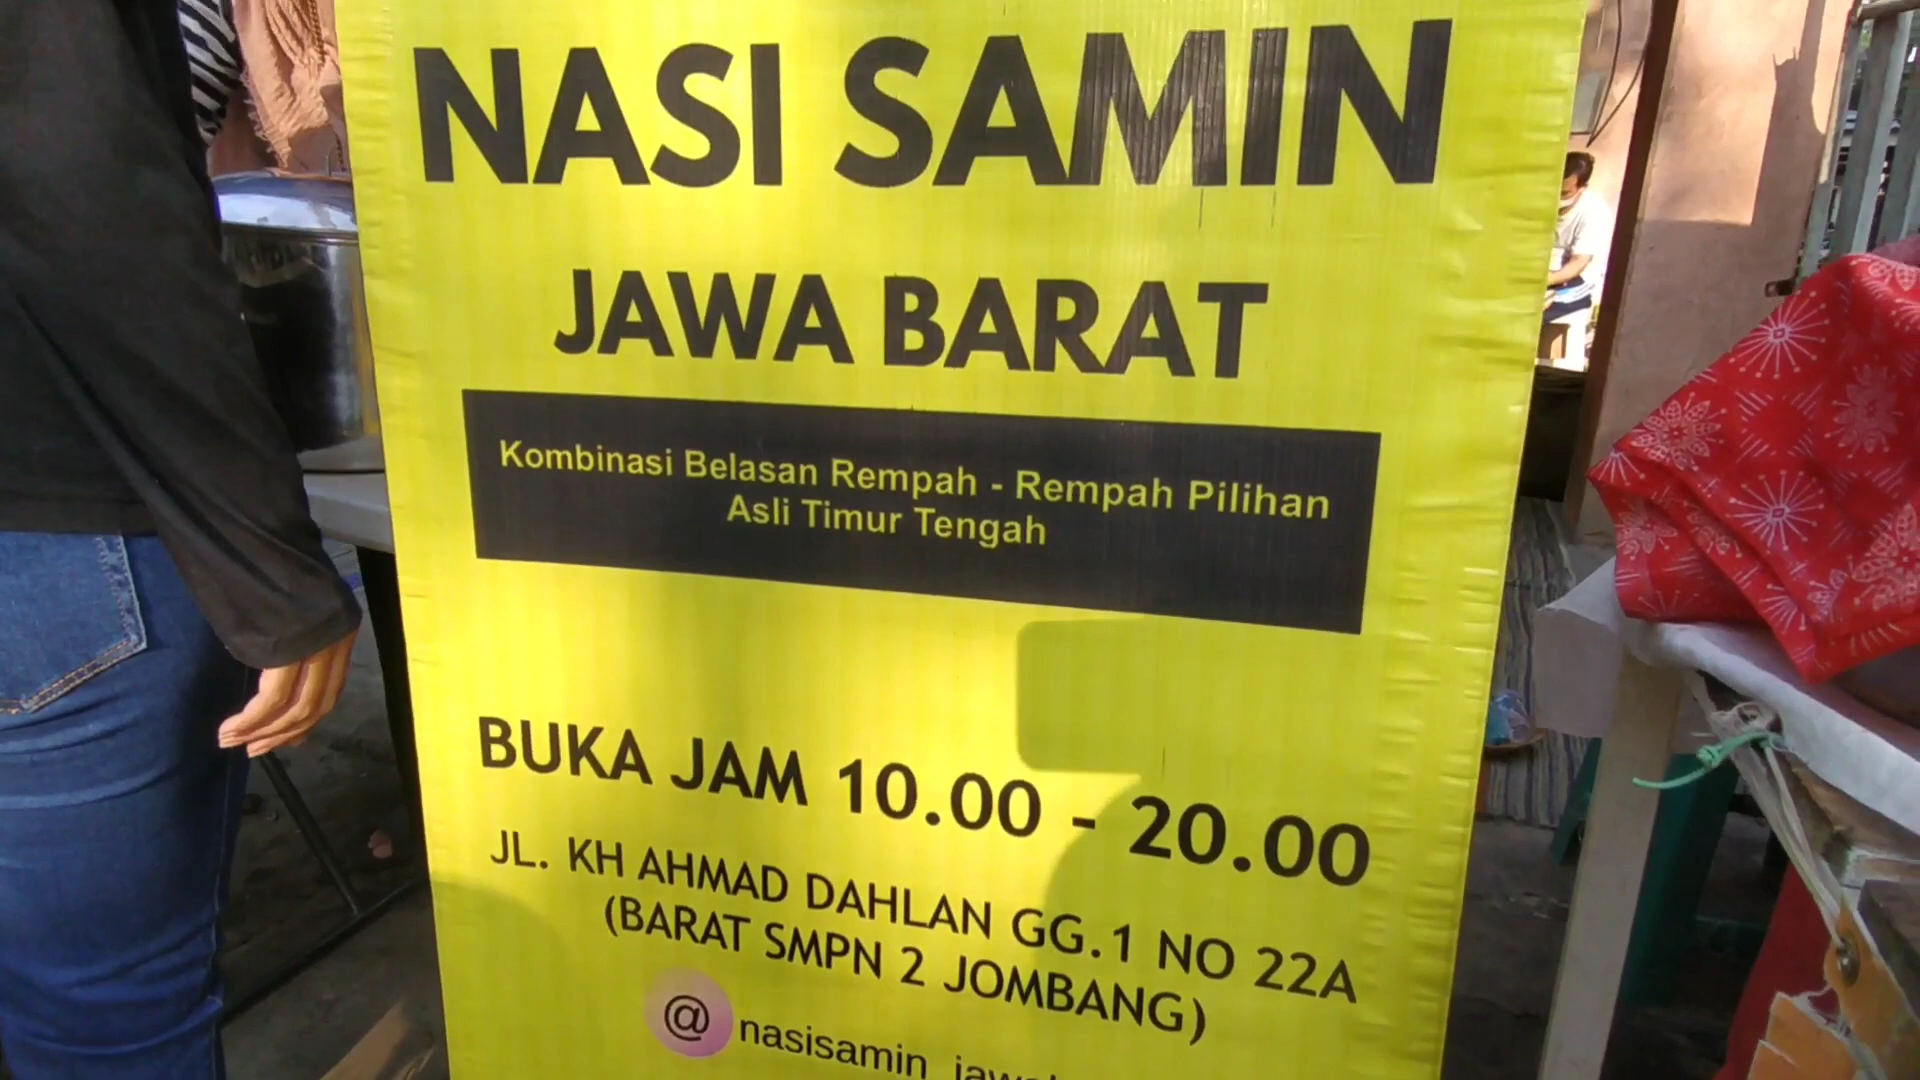 NASI SAMIN
JAWA BARAT
Kombinasi Belasan Rempah - Rempah Pilihan
Asli Timur Tengah
BUKA JAM 10.00 - 20.00
JL. KH AHMAD DAHLAN GG.1 NO 22A
(BARAT SMPN 2 JOMBANG)
@ nasisamin